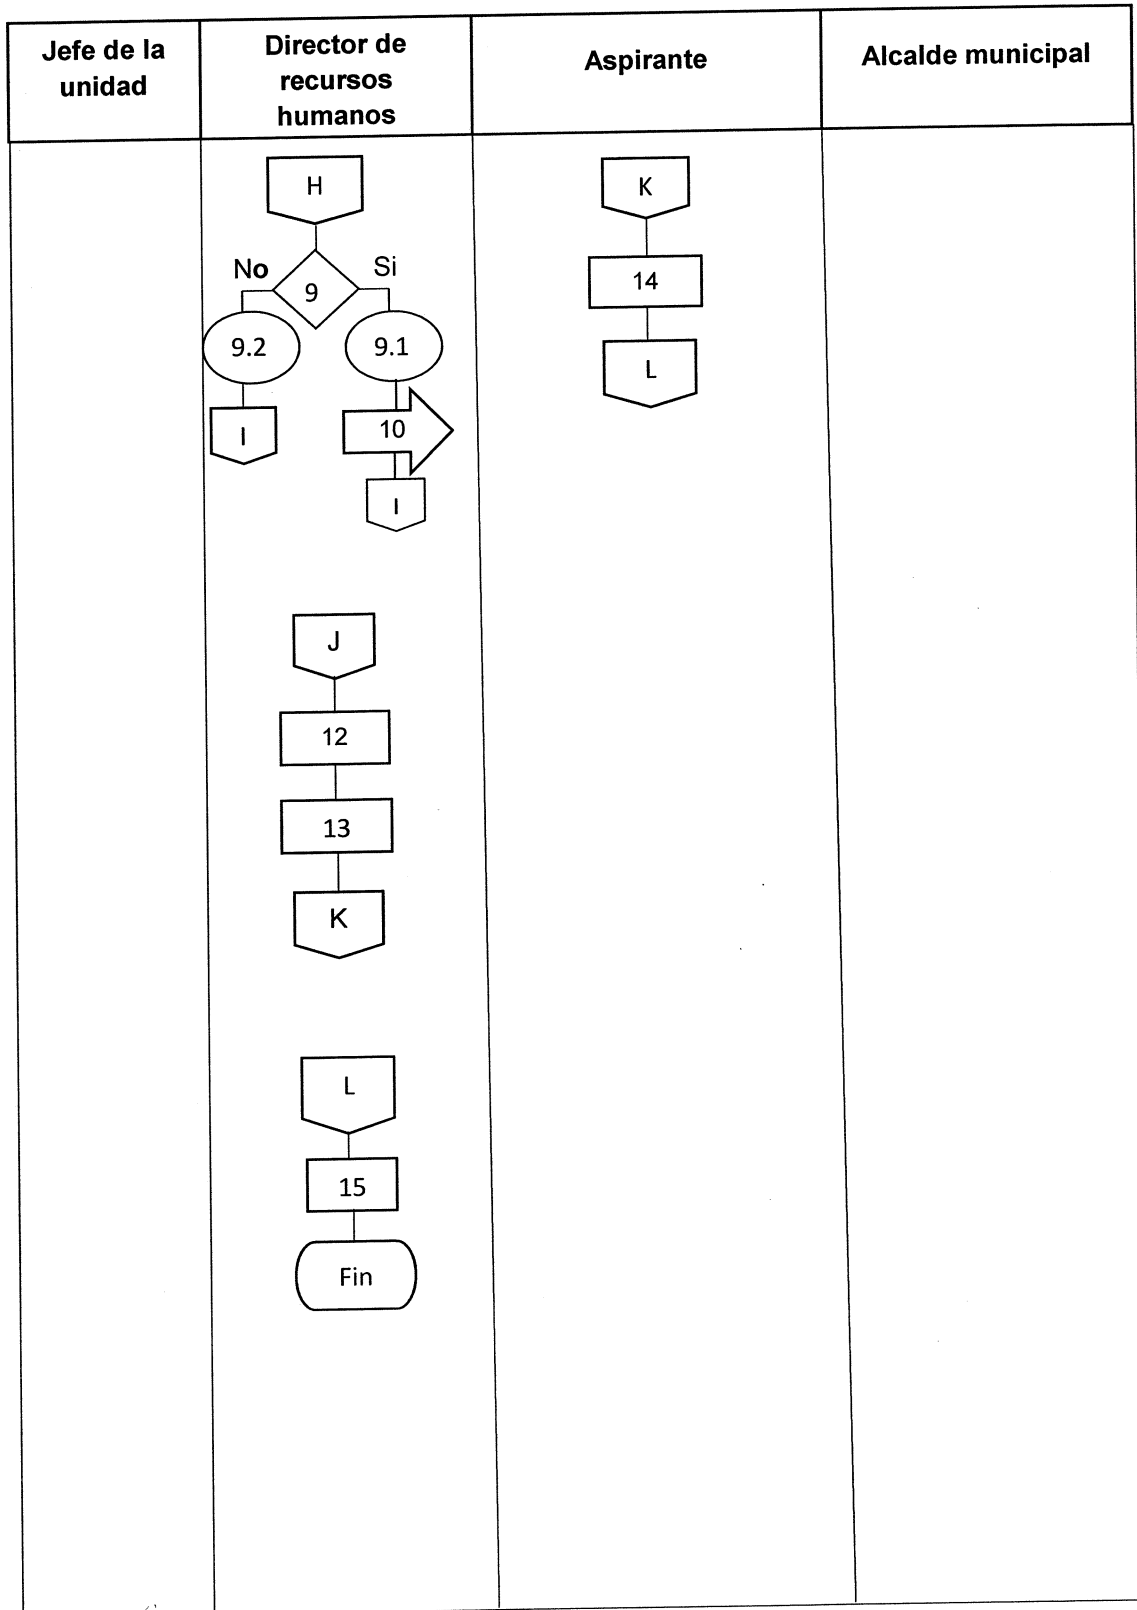 Jefe de la
unidad
Director de
recursos
humanos
Aspirante
Alcalde municipal
H
No
Si
9
9.2
9.1
I
10
I
J
12
13
K
L
15
Fin
K
14
L